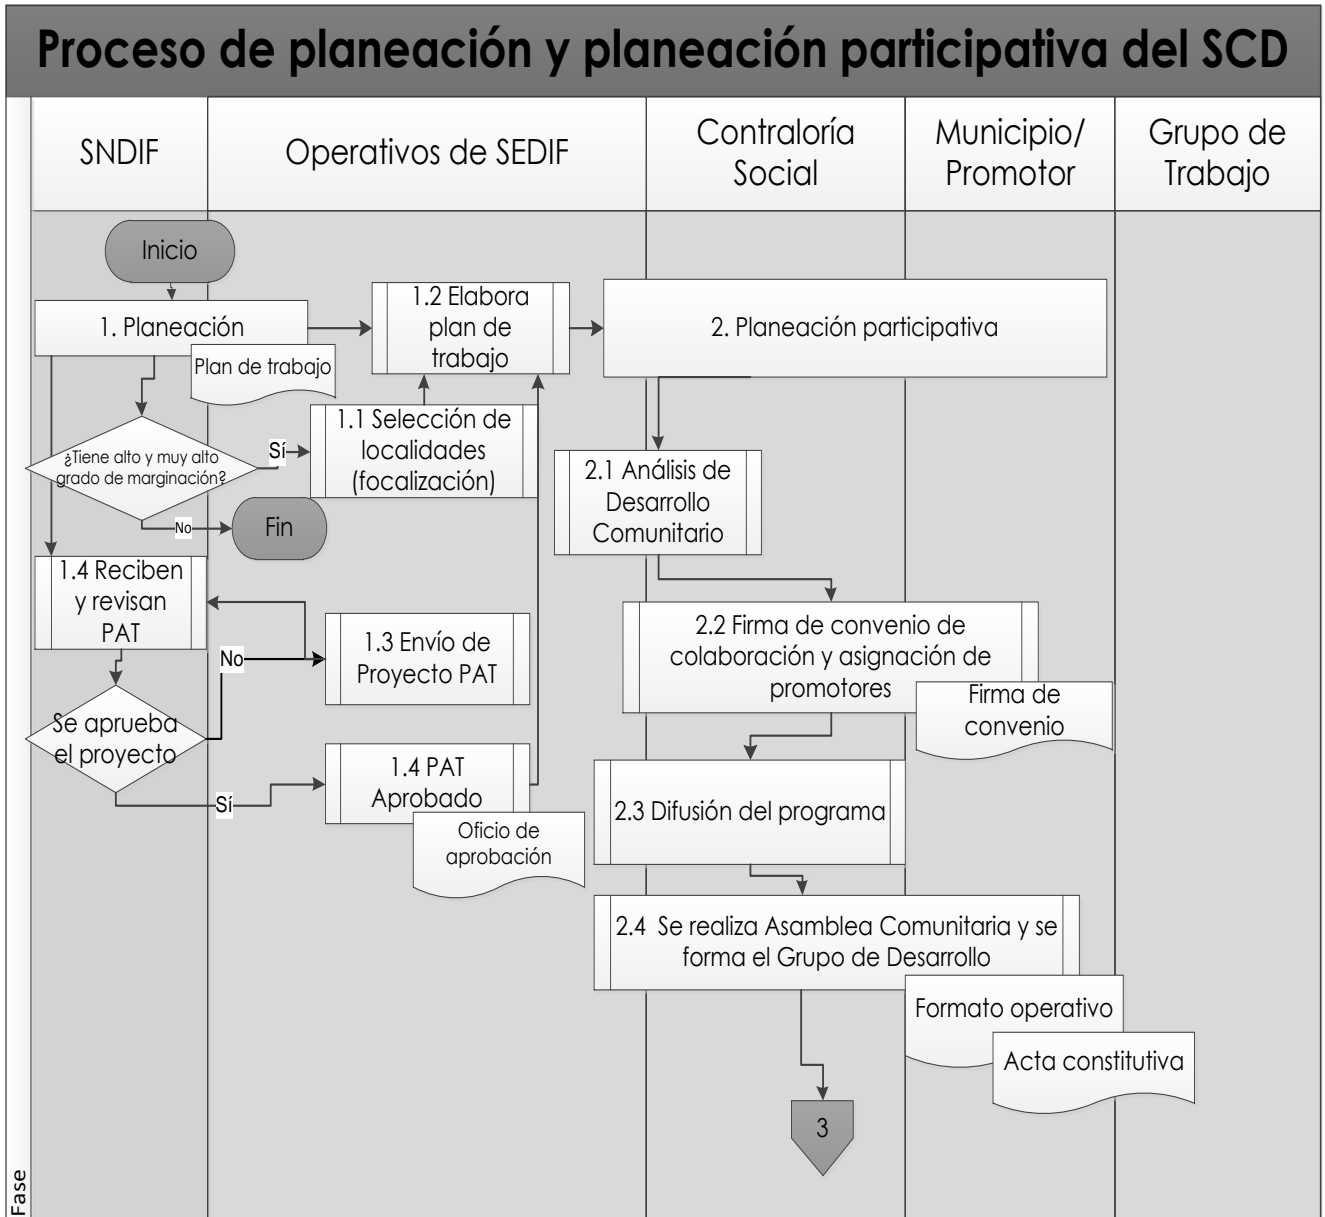 Proceso de planeación y planeación participativa del SCD
SNDIF
Operativos de SEDIF
Contraloría
Social
Municipio/
Promotor
Grupo de
Trabajo
Inicio
1. Planeación
Plan de trabajo
1.2 Elabora
plan de
trabajo
2. Planeación participativa
¿Tiene alto y muy alto
grado de marginación?
Sí
1.1 Selección de
localidades
(focalización)
No
Fin
2.1 Análisis de
Desarrollo
Comunitario
1.4 Reciben
y revisan
PAT
No
1.3 Envío de
Proyecto PAT
2.2 Firma de convenio de
colaboración y asignación de
promotores
Firma de
convenio
Se aprueba
el proyecto
Sí
1.4 PAT
Aprobado
Oficio de
aprobación
2.3 Difusión del programa
2.4 Se realiza Asamblea Comunitaria y se
forma el Grupo de Desarrollo
Formato operativo
Acta constitutiva
3
Fase